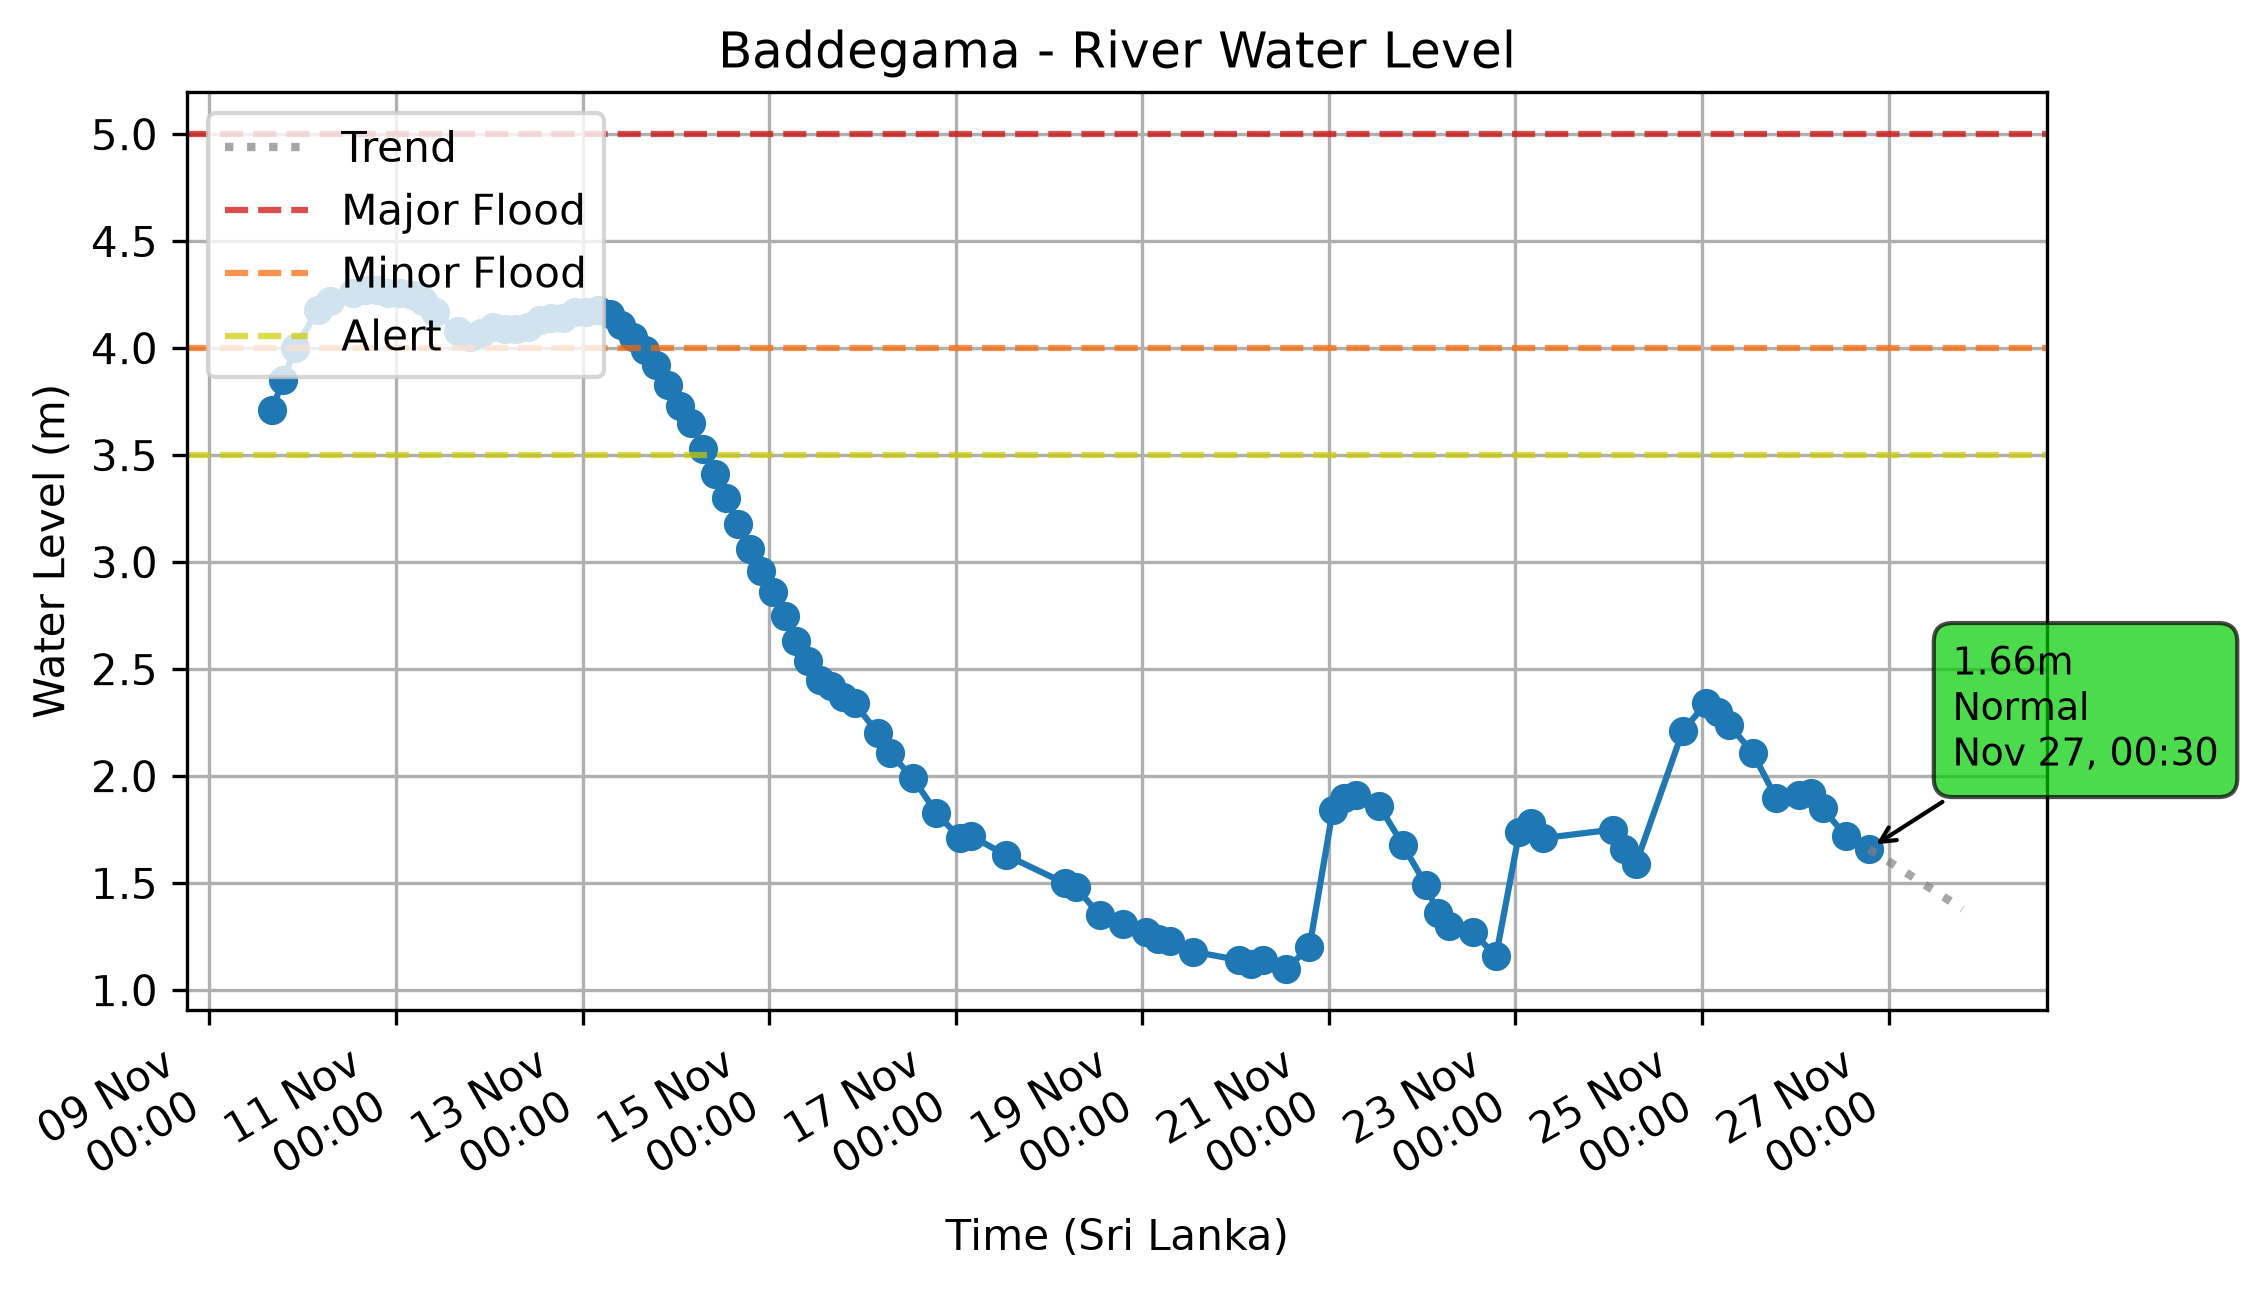 Baddegama - River Water Level
Trend
Major Flood
Minor Flood
Alert
Water Level (m)
5.0
4.5
4.0
3.5
3.0
2.5
2.0
1.5
1.0
1.66m
Normal
Nov 27, 00:30
09 Nov
00:00
11 Nov
00:00
13 Nov
00:00
15 Nov
00:00
17 Nov
00:00
19 Nov
00:00
21 Nov
00:00
23 Nov
00:00
25 Nov
00:00
27 Nov
00:00
Time (Sri Lanka)